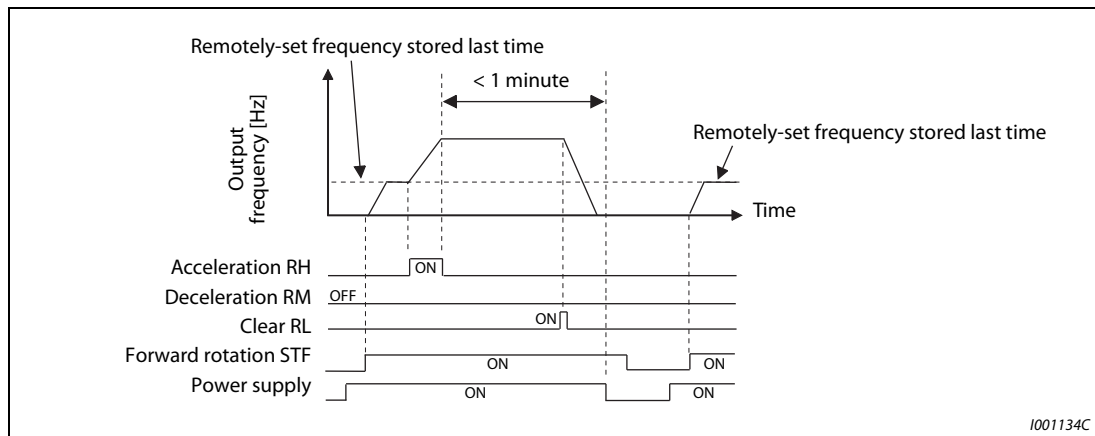 Remotely-set frequency stored last time
< 1 minute
Remotely-set frequency stored last time
Output
frequency [Hz]
Time
Acceleration RH
ON
Deceleration RM
OFF
Clear RL
ON
Forward rotation STF
ON
ON
Power supply
ON
ON
I001134C